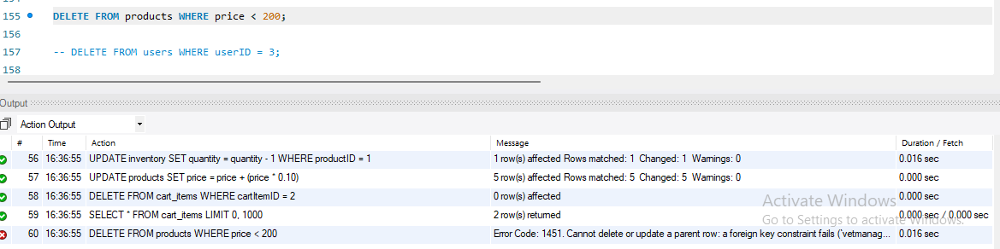 155 DELETE FROM products WHERE price < 200;
156
157 -- DELETE FROM users WHERE userID = 3;
158
Output
Action Output
# Time Action Message Duration / Fetch
56 16:36:55 UPDATE inventory SET quantity = quantity - 1 WHERE productID = 1 1 row(s) affected Rows matched: 1 Changed: 1 Warnings: 0 0.016 sec
57 16:36:55 UPDATE products SET price = price + (price * 0.10) 5 row(s) affected Rows matched: 5 Changed: 5 Warnings: 0 0.000 sec
58 16:36:55 DELETE FROM cart_items WHERE cartItemID = 2 0 row(s) affected 0.000 sec
59 16:36:55 SELECT * FROM cart_items LIMIT 0, 1000 2 row(s) returned 0.000 sec / 0.000 sec
60 16:36:55 DELETE FROM products WHERE price < 200 Error Code: 1451. Cannot delete or update a parent row: a foreign key constraint fails (`vetmanag... 0.016 sec
Activate Windows
Go to Settings to activate Windows.